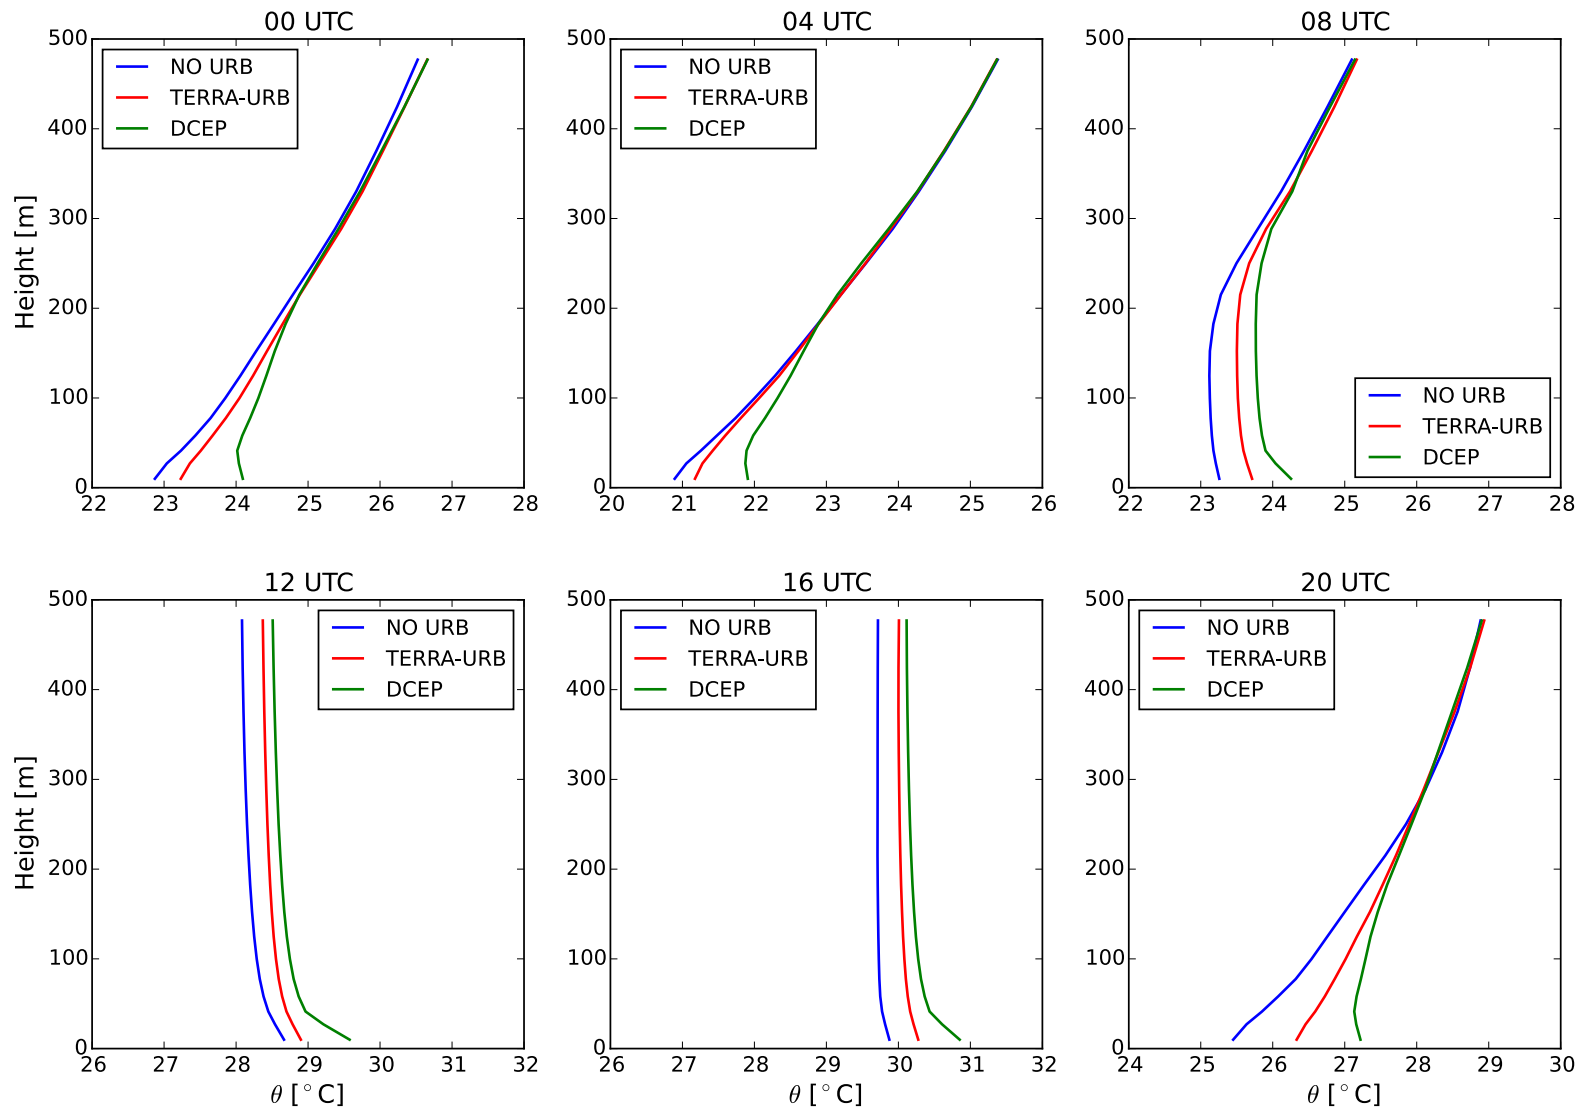 00 UTC
04 UTC
08 UTC
Height [m]
500
400
300
200
100
0
NO URB
TERRA-URB
DCEP
22 23 24 25 26 27 28
500
400
300
200
100
0
NO URB
TERRA-URB
DCEP
20 21 22 23 24 25 26
500
400
300
200
100
0
NO URB
TERRA-URB
DCEP
22 23 24 25 26 27 28
12 UTC
16 UTC
20 UTC
Height [m]
500
400
300
200
100
0
NO URB
TERRA-URB
DCEP
26 27 28 29 30 31 32
θ [°C]
500
400
300
200
100
0
NO URB
TERRA-URB
DCEP
26 27 28 29 30 31 32
θ [°C]
500
400
300
200
100
0
NO URB
TERRA-URB
DCEP
24 25 26 27 28 29 30
θ [°C]